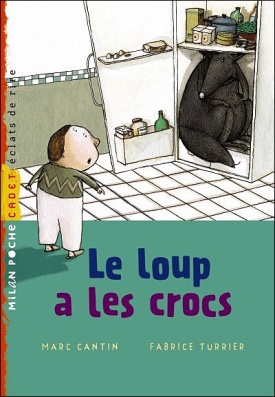 MILAN POCHE CADET éclats de rire
Le loup
a les crocs
MARC CANTIN FABRICE TURRIER